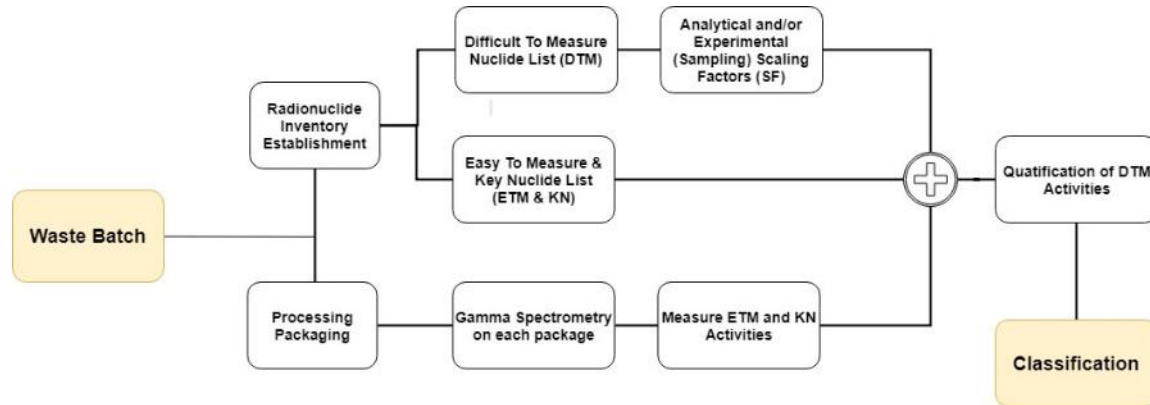 Difficult To Measure
Nuclide List (DTM)
Analytical and/or
Experimental
(Sampling) Scaling
Factors (SF)
Radionuclide
Inventory
Establishment
Easy To Measure &
Key Nuclide List
(ETM & KN)
Quatification of DTM
Activities
Waste Batch
Processing
Packaging
Gamma Spectrometry
on each package
Measure ETM and KN
Activities
Classification